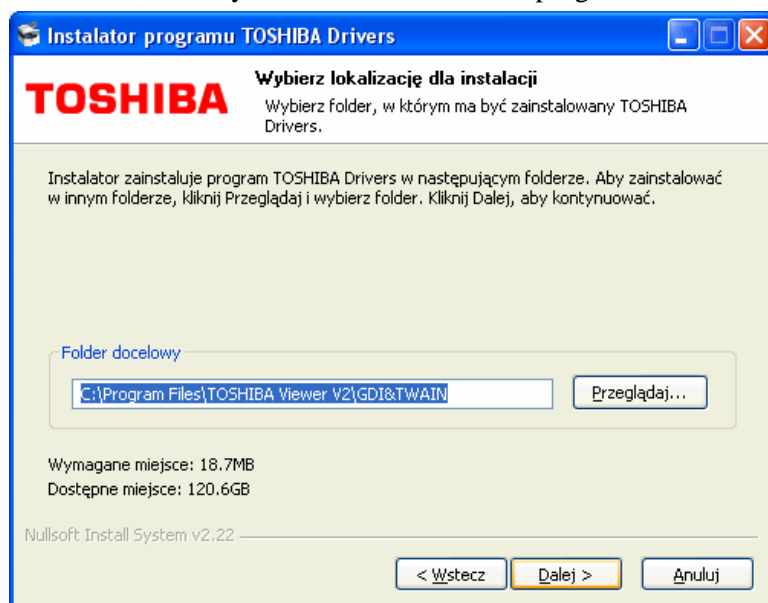 Instalator programu TOSHIBA Drivers
TOSHIBA
Wybierz lokalizację dla instalacji
Wybierz folder, w którym ma być zainstalowany TOSHIBA
Drivers.
Instalator zainstaluje program TOSHIBA Drivers w następującym folderze. Aby zainstalować
w innym folderze, kliknij Przeglądaj i wybierz folder. Kliknij Dalej, aby kontynuować.
Folder docelowy
C:\Program Files\TOSHIBA Viewer V2\GDI&TWAIN
Przeglądaj...
Wymagane miejsce: 18.7MB
Dostępne miejsce: 120.6GB
Nullsoft Install System v2.22
< Wstecz
Dalej >
Anuluj